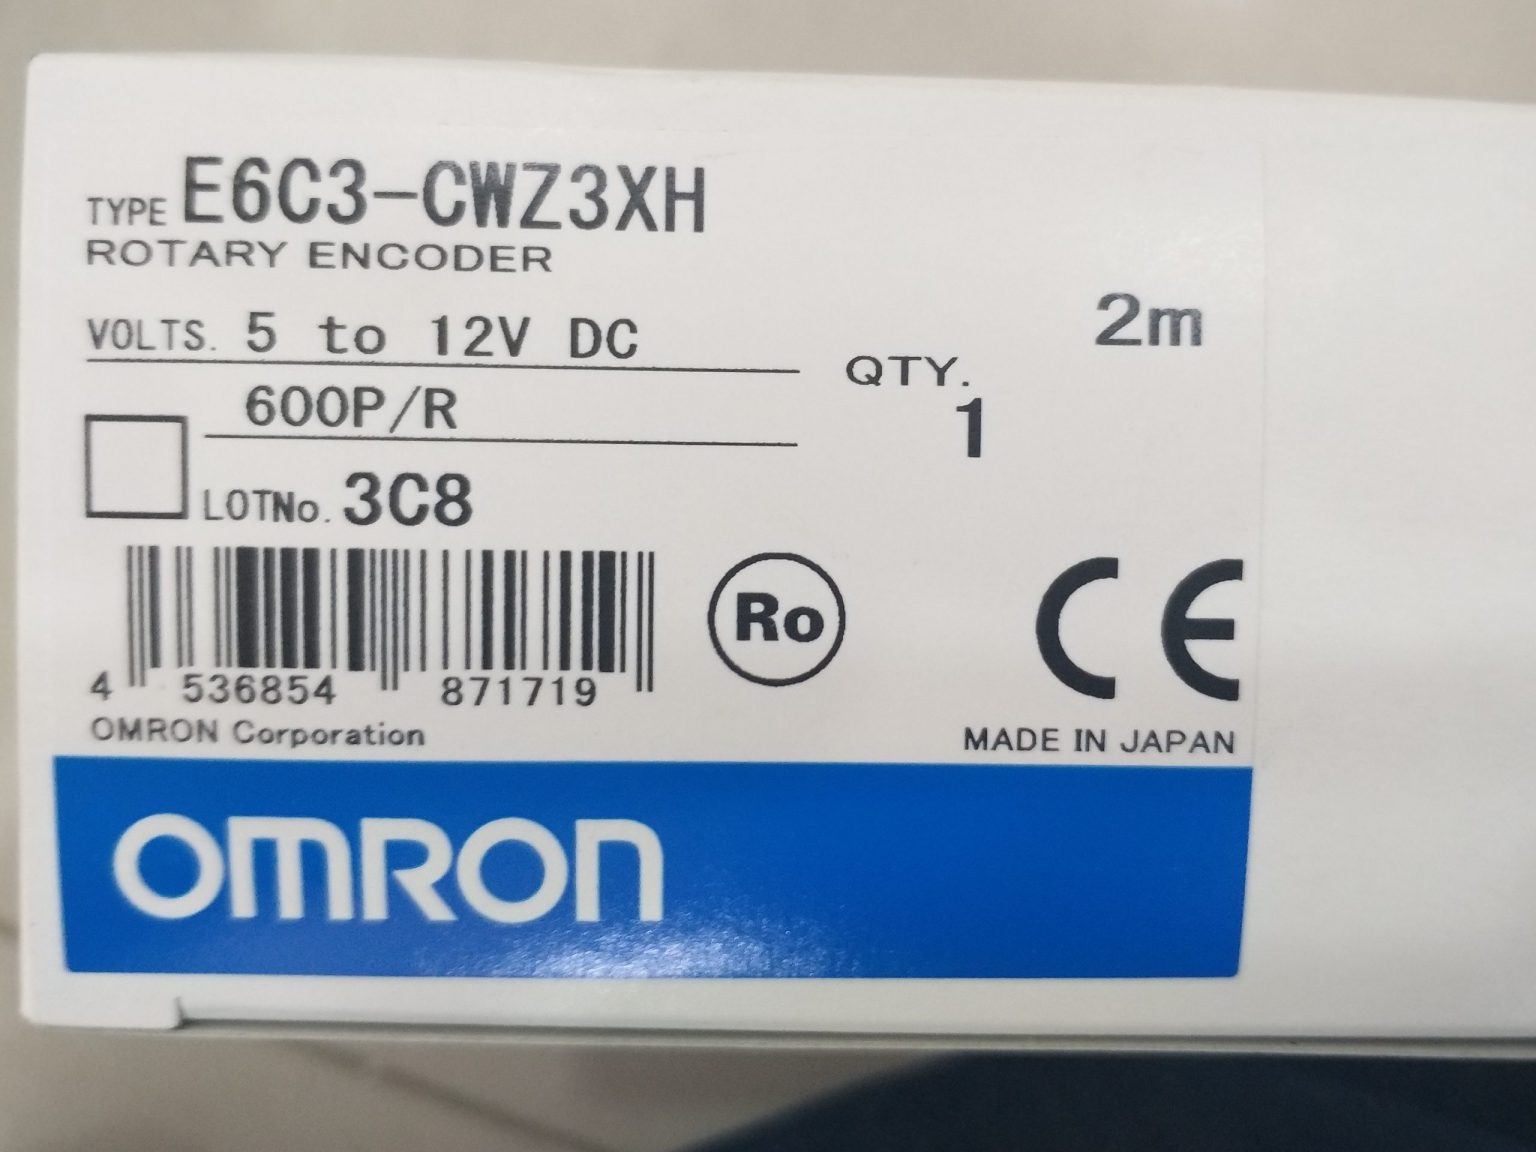 TYPE E6C3-CWZ3XH
ROTARY ENCODER
2m
VOLTS. 5 to 12V DC
QTY.
1
600P/R
LOTNo. 3C8
Ro
CE
4 536854 871719
OMRON Corporation
MADE IN JAPAN
OMRON